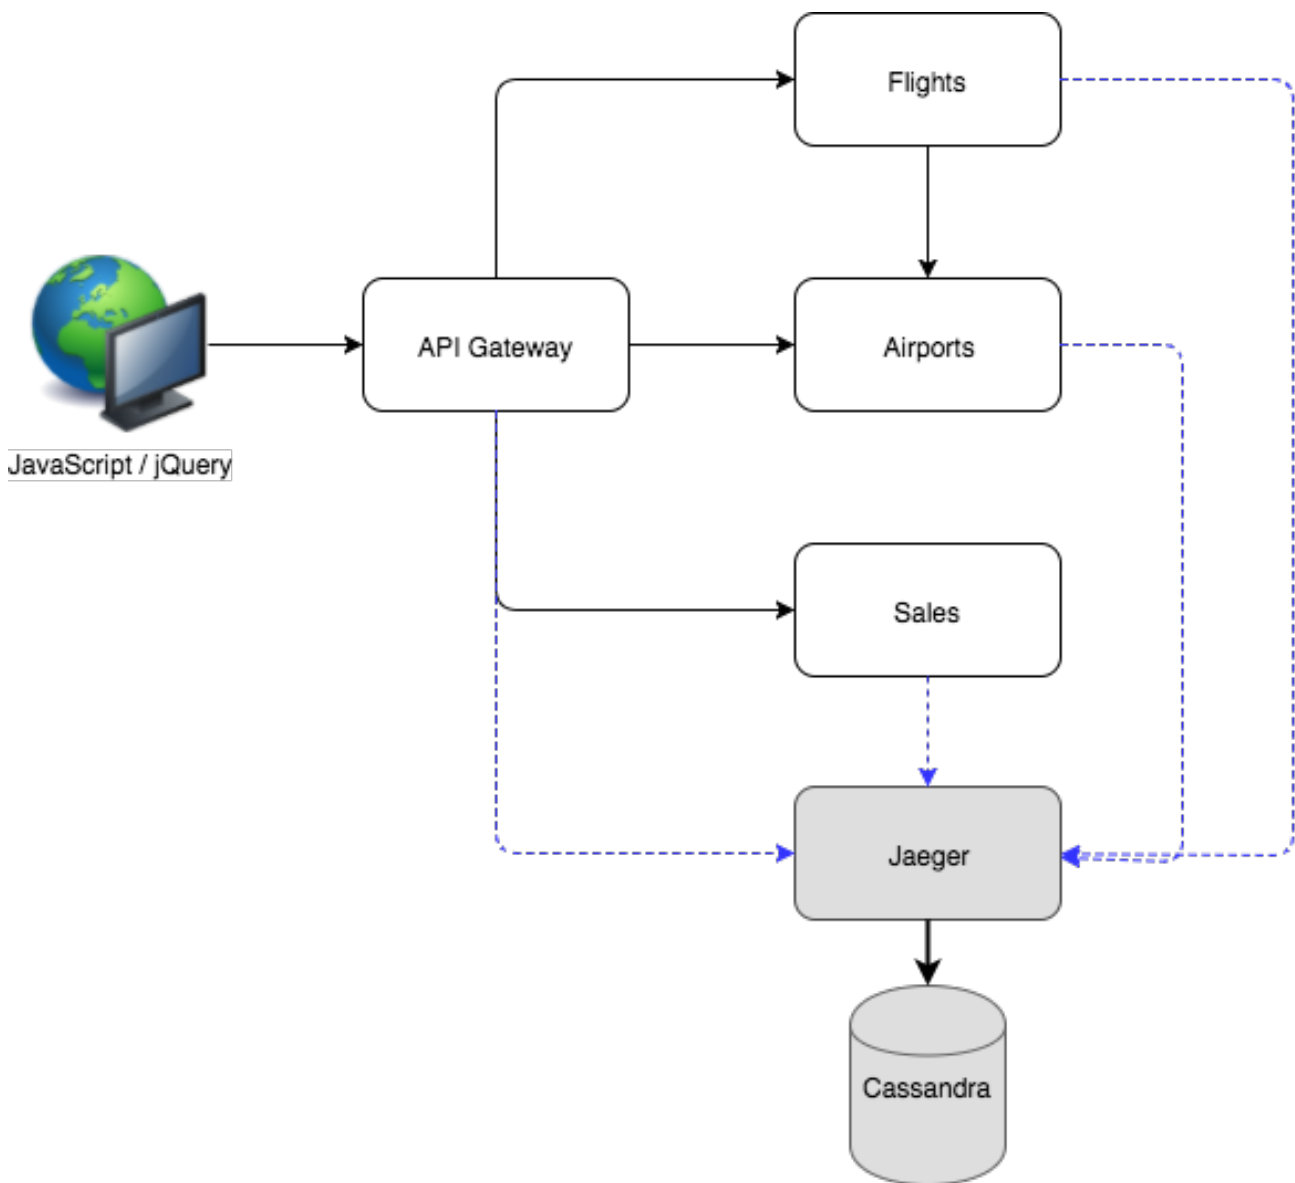 Flights
API Gateway
Airports
JavaScript / jQuery
Sales
Jaeger
Cassandra